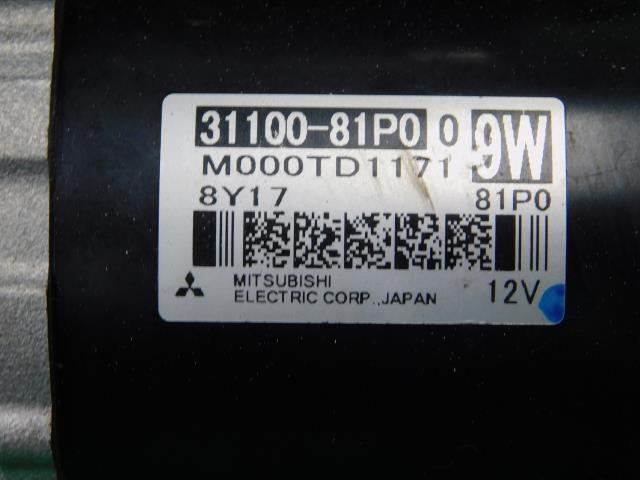 31100-81P0 0 9W
M000TD1171
8Y17 81P0
MITSUBISHI
ELECTRIC CORP.,JAPAN 12V